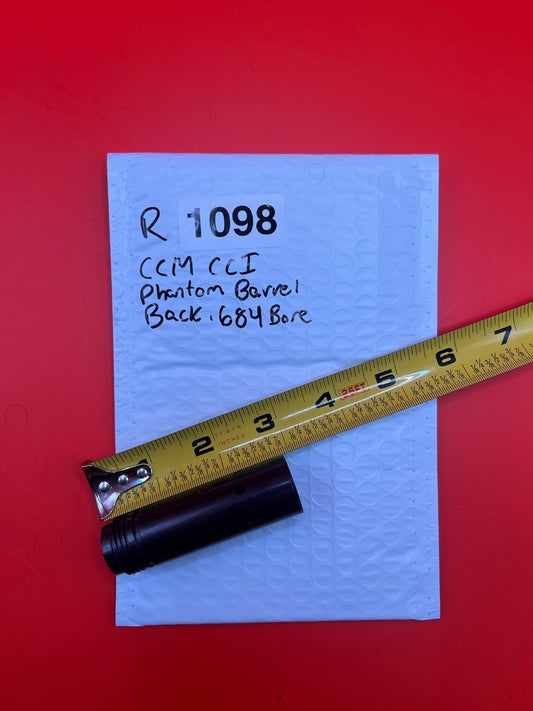 R 1098
CCM CCI
Phantom Barrel
Back .684 Bore
1 2 3 4 25FT 5 6 7
INCHES